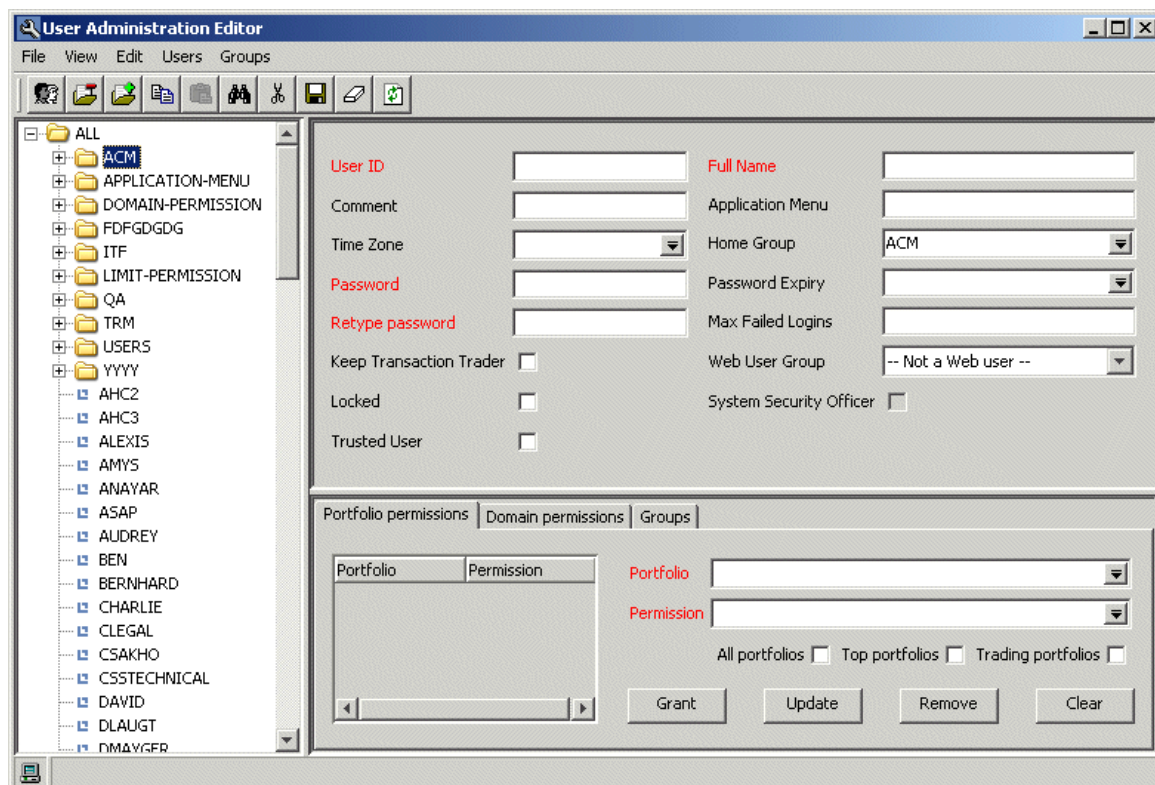 User Administration Editor
File View Edit Users Groups
ALL
ACM
APPLICATION-MENU
DOMAIN-PERMISSION
FDFGDGDG
ITF
LIMIT-PERMISSION
QA
TRM
USERS
YYYY
AHC2
AHC3
ALEXIS
AMYS
ANAYAR
ASAP
AUDREY
BEN
BERNHARD
CHARLIE
CLEGAL
CSAKHO
CSSTECHNICAL
DAVID
DLAUGT
DMAYGER
User ID Full Name
Comment Application Menu
Time Zone Home Group ACM
Password Password Expiry
Retype password Max Failed Logins
Keep Transaction Trader Web User Group -- Not a Web user --
Locked System Security Officer
Trusted User
Portfolio permissions Domain permissions Groups
Portfolio Permission Portfolio
Permission
All portfolios Top portfolios Trading portfolios
Grant Update Remove Clear